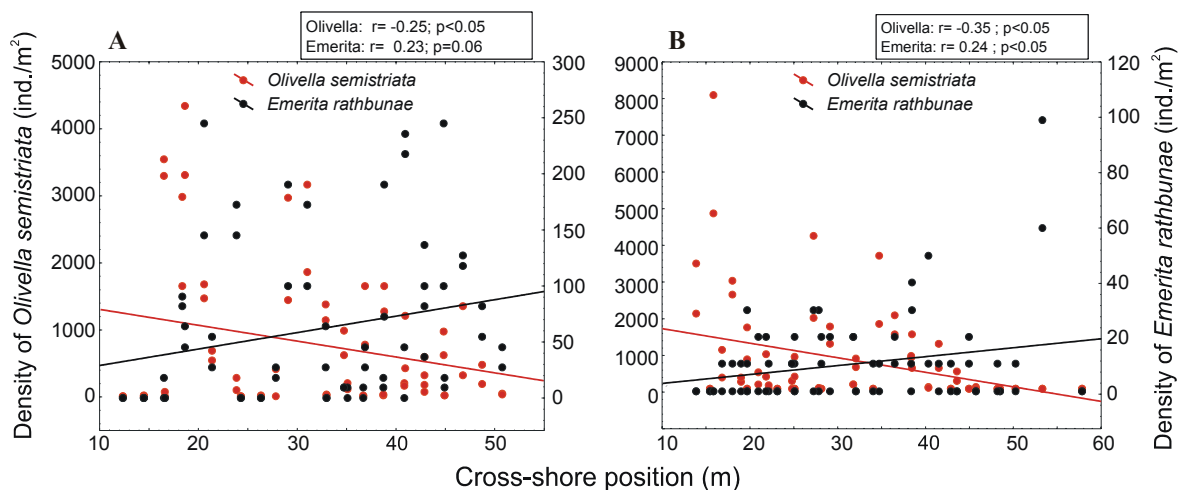 Olivella: r= -0.25; p<0.05
Emerita: r= 0.23; p=0.06
A
Olivella: r= -0.35; p<0.05
Emerita: r= 0.24 ; p<0.05
B
Density of Olivella semistriata (ind./m²)
5000
4000
3000
2000
1000
0
Olivella semistriata
Emerita rathbunae
300
250
200
150
100
50
0
10 20 30 40 50
9000
8000
7000
6000
5000
4000
3000
2000
1000
0
Olivella semistriata
Emerita rathbunae
120
100
80
60
40
20
0
Density of Emerita rathbunae (ind./m²)
10 20 30 40 50 60
Cross-shore position (m)